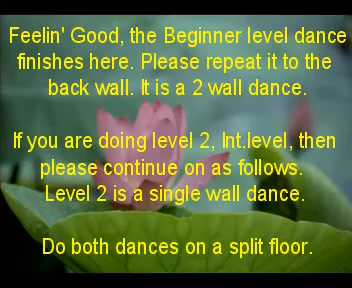 Feelin' Good, the Beginner level dance
finishes here. Please repeat it to the
back wall. It is a 2 wall dance.
If you are doing level 2, Int.level, then
please continue on as follows.
Level 2 is a single wall dance.
Do both dances on a split floor.